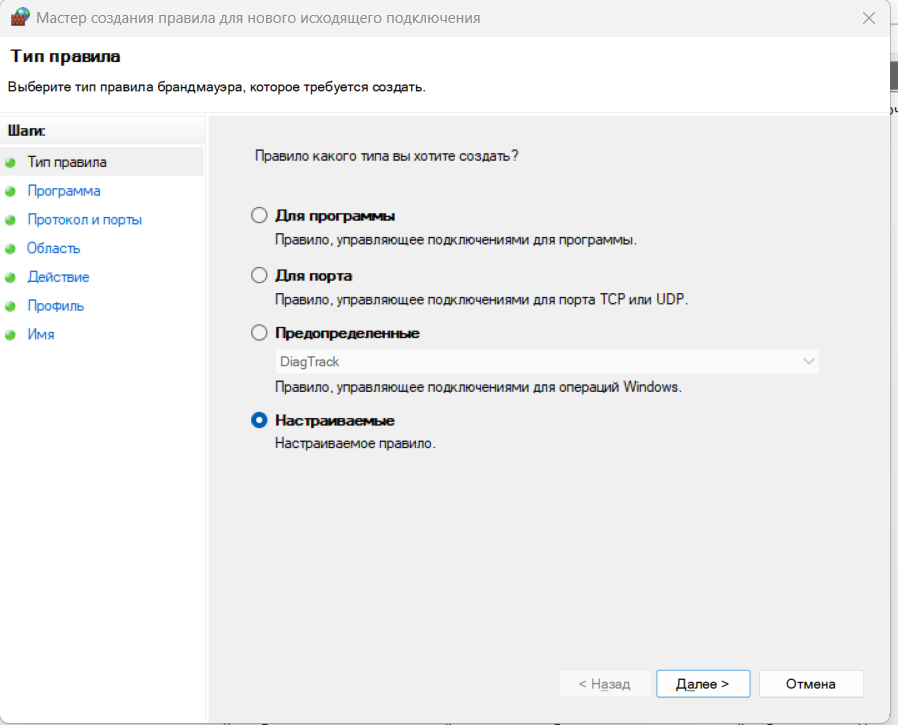 Мастер создания правила для нового исходящего подключения
Тип правила
Выберите тип правила брандмауэра, которое требуется создать.
Шаги:
Тип правила
Программа
Протокол и порты
Область
Действие
Профиль
Имя
Правило какого типа вы хотите создать?
Для программы
Правило, управляющее подключениями для программы.
Для порта
Правило, управляющее подключениями для порта TCP или UDP.
Предопределенные
DiagTrack
Правило, управляющее подключениями для операций Windows.
Настраиваемые
Настраиваемое правило.
< Назад
Далее >
Отмена